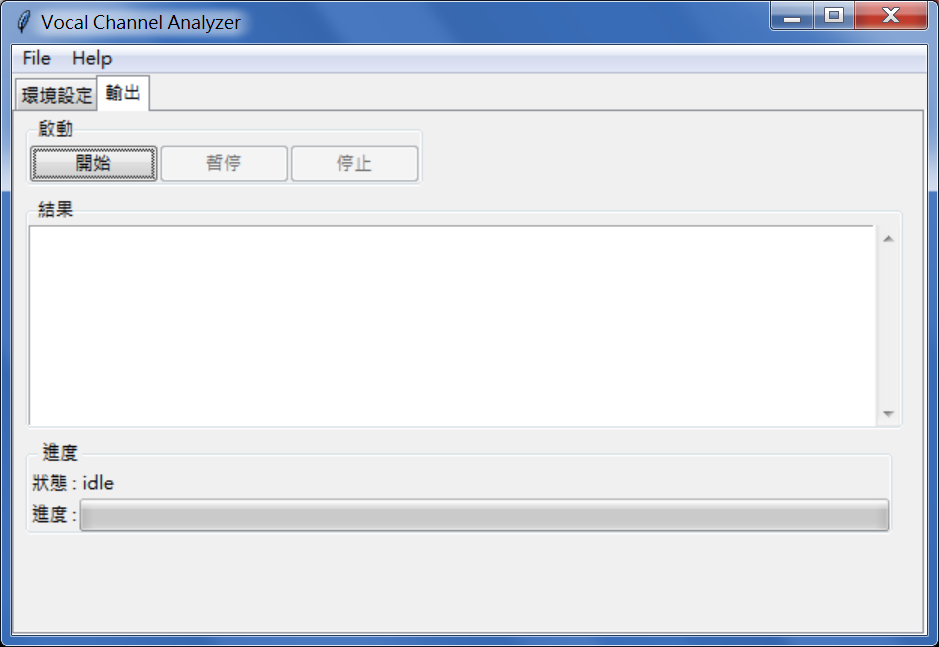 Vocal Channel Analyzer
File Help
環境設定 輸出
啟動
開始 暫停 停止
結果
進度
狀態 : idle
進度 :